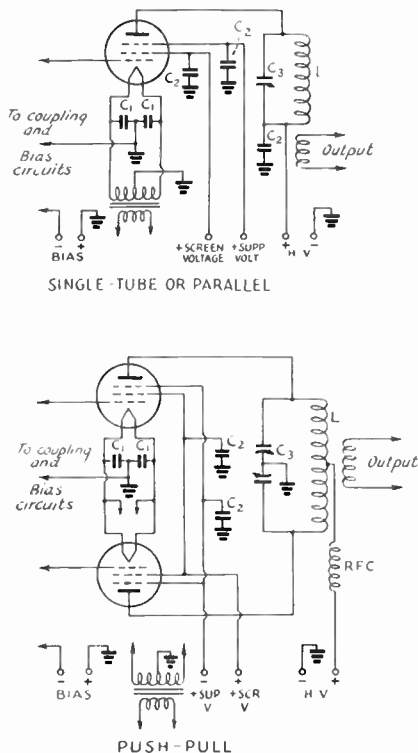 C2
C2
C1 C1
C3
L
C2
To coupling
and
Bias
circuits
Output
- +
BIAS
+SCREEN
VOLTAGE
+SUPP
VOLT
+ -
H V
SINGLE-TUBE OR PARALLEL
C1 C1
C2
C2
C3
L
To coupling
and
Bias
circuits
Output
RFC
- +
BIAS
- +
+SUP
V
+SCR
V
- +
H V
PUSH-PULL